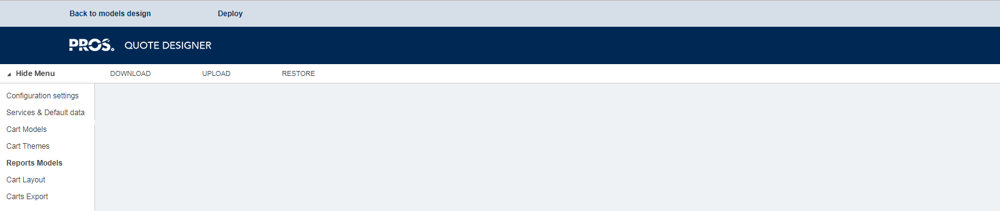 Back to models design Deploy
PROS. QUOTE DESIGNER
Hide Menu DOWNLOAD UPLOAD RESTORE
Configuration settings
Services & Default data
Cart Models
Cart Themes
Reports Models
Cart Layout
Carts Export